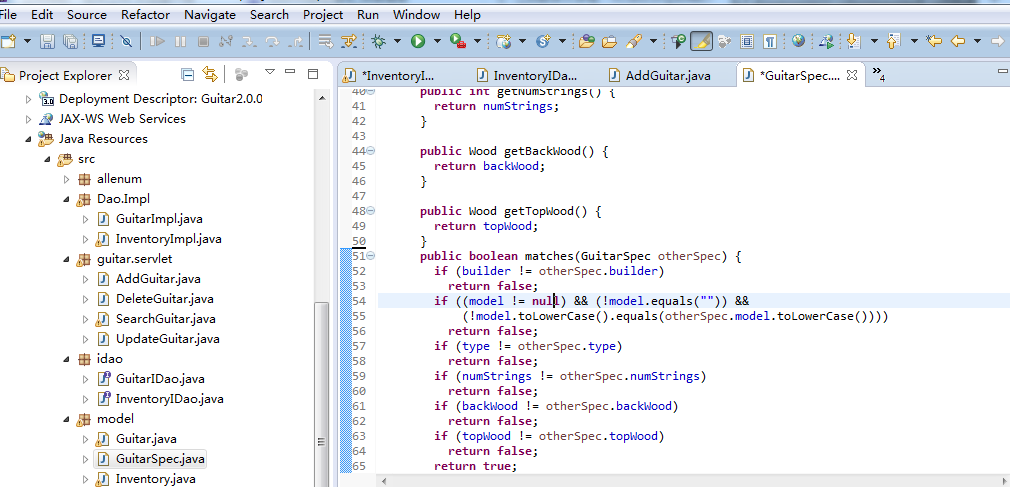 File Edit Source Refactor Navigate Search Project Run Window Help
Project Explorer
*InventoryI... InventoryIDa... AddGuitar.java *GuitarSpec.... »4
Deployment Descriptor: Guitar2.0.0
JAX-WS Web Services
Java Resources
src
allenum
Dao.Impl
GuitarImpl.java
InventoryImpl.java
guitar.servlet
AddGuitar.java
DeleteGuitar.java
SearchGuitar.java
UpdateGuitar.java
idao
GuitarIDao.java
InventoryIDao.java
model
Guitar.java
GuitarSpec.java
Inventory.java
40 public int getNumStrings() {
41 return numStrings;
42 }
43
44 public Wood getBackWood() {
45 return backWood;
46 }
47
48 public Wood getTopWood() {
49 return topWood;
50 }
51 public boolean matches(GuitarSpec otherSpec) {
52 if (builder != otherSpec.builder)
53 return false;
54 if ((model != null) && (!model.equals("")) &&
55 (!model.toLowerCase().equals(otherSpec.model.toLowerCase())))
56 return false;
57 if (type != otherSpec.type)
58 return false;
59 if (numStrings != otherSpec.numStrings)
60 return false;
61 if (backWood != otherSpec.backWood)
62 return false;
63 if (topWood != otherSpec.topWood)
64 return false;
65 return true;